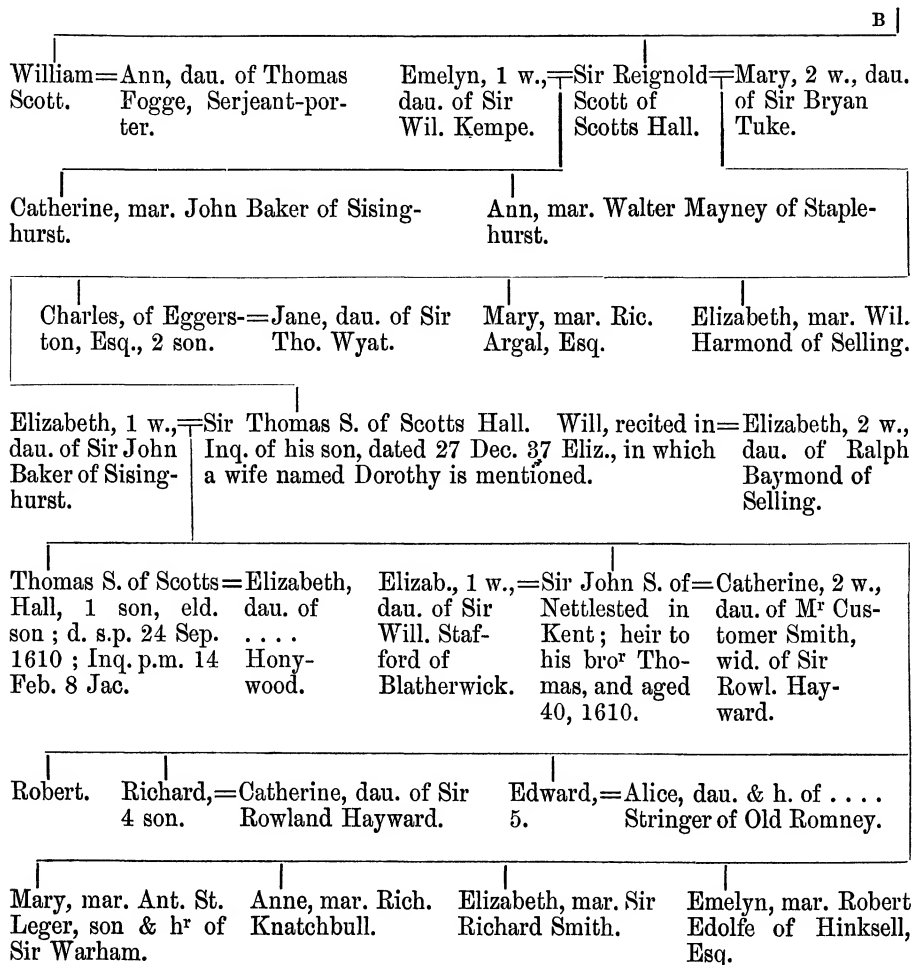 B
William = Ann, dau. of Thomas
Scott. Fogge, Serjeant-por-
ter.
Emelyn, 1 w., = Sir Reignold = Mary, 2 w., dau.
dau. of Sir Scott of of Sir Bryan
Wil. Kempe. Scotts Hall. Tuke.
Catherine, mar. John Baker of Sising-
hurst.
Ann, mar. Walter Mayney of Staple-
hurst.
Charles, of Eggers- = Jane, dau. of Sir
ton, Esq., 2 son. Tho. Wyat.
Mary, mar. Ric.
Argal, Esq.
Elizabeth, mar. Wil.
Harmond of Selling.
Elizabeth, 1 w., = Sir Thomas S. of Scotts Hall. Will, recited in = Elizabeth, 2 w.,
dau. of Sir John Inq. of his son, dated 27 Dec. 37 Eliz., in which dau. of Ralph
Baker of Sising- a wife named Dorothy is mentioned. Baymond of
hurst. Selling.
Thomas S. of Scotts = Elizabeth,
Hall, 1 son, eld. dau. of
son ; d. s.p. 24 Sep. . . . .
1610 ; Inq. p.m. 14 Hony-
Feb. 8 Jac. wood.
Elizab., 1 w., = Sir John S. of = Catherine, 2 w.,
dau. of Sir Nettlested in dau. of Mr Cus-
Will. Staf- Kent ; heir to tomer Smith,
ford of his bror Tho- wid. of Sir
Blatherwick. mas, and aged Rowl. Hay-
40, 1610. ward.
Robert.
Richard, = Catherine, dau. of Sir
4 son. Rowland Hayward.
Edward, = Alice, dau. & h. of . . . .
5. Stringer of Old Romney.
Mary, mar. Ant. St.
Leger, son & hr of
Sir Warham.
Anne, mar. Rich.
Knatchbull.
Elizabeth, mar. Sir
Richard Smith.
Emelyn, mar. Robert
Edolfe of Hinksell,
Esq.